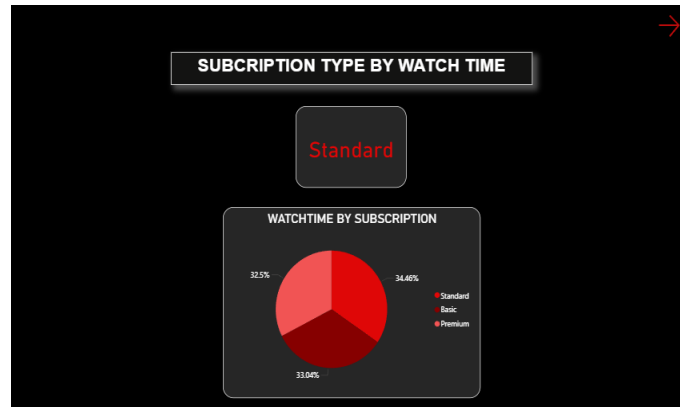 SUBCRIPTION TYPE BY WATCH TIME
Standard
WATCHTIME BY SUBSCRIPTION
32.5%
34.46%
Standard
Basic
Premium
33.04%